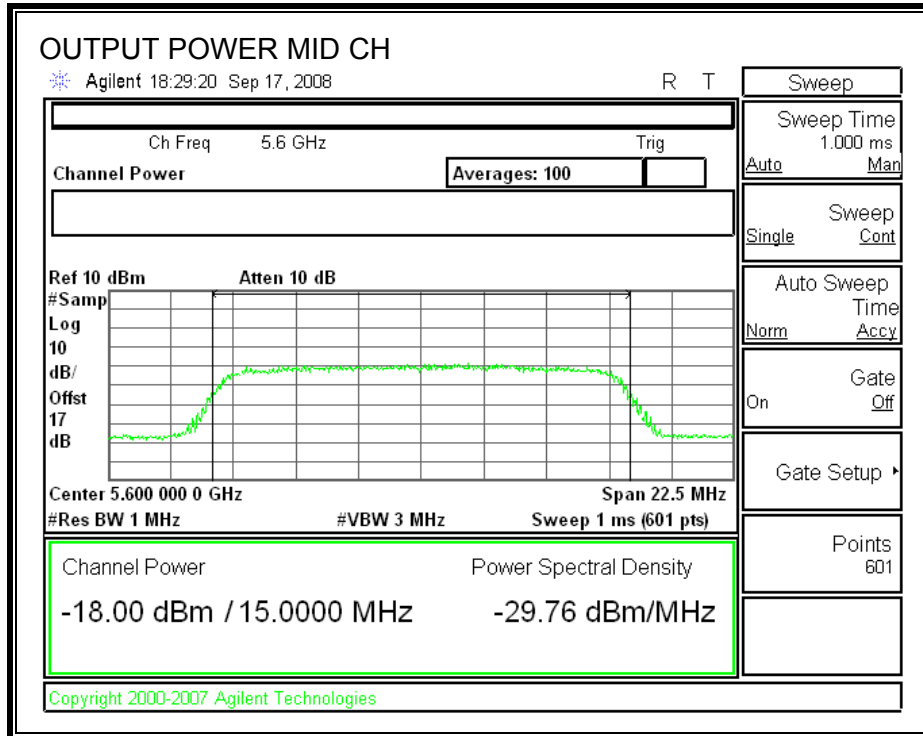 OUTPUT POWER MID CH
Agilent 18:29:20 Sep 17, 2008 R T
Ch Freq 5.6 GHz Trig
Channel Power Averages: 100
Ref 10 dBm Atten 10 dB
#Samp
Log
10
dB/
Offst
17
dB
Center 5.600 000 0 GHz Span 22.5 MHz
#Res BW 1 MHz #VBW 3 MHz Sweep 1 ms (601 pts)
Channel Power Power Spectral Density
-18.00 dBm / 15.0000 MHz -29.76 dBm/MHz
Copyright 2000-2007 Agilent Technologies
Sweep
Sweep Time
1.000 ms
Auto Man
Sweep
Single Cont
Auto Sweep
Time
Norm Accy
Gate
On Off
Gate Setup
Points
601